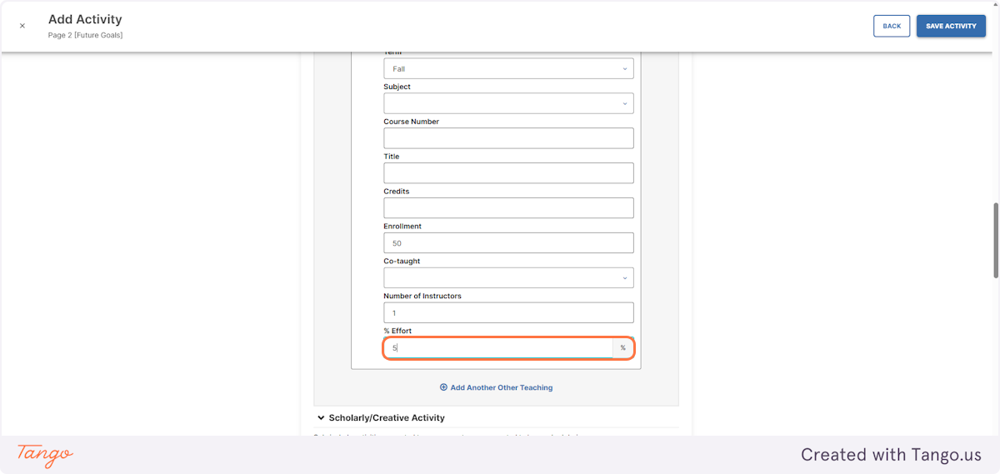 ×
Add Activity
Page 2 [Future Goals]
BACK
SAVE ACTIVITY
Term
Fall
Subject
Course Number
Title
Credits
Enrollment
50
Co-taught
Number of Instructors
1
% Effort
5
%
Add Another Other Teaching
Scholarly/Creative Activity
Tango
Created with Tango.us